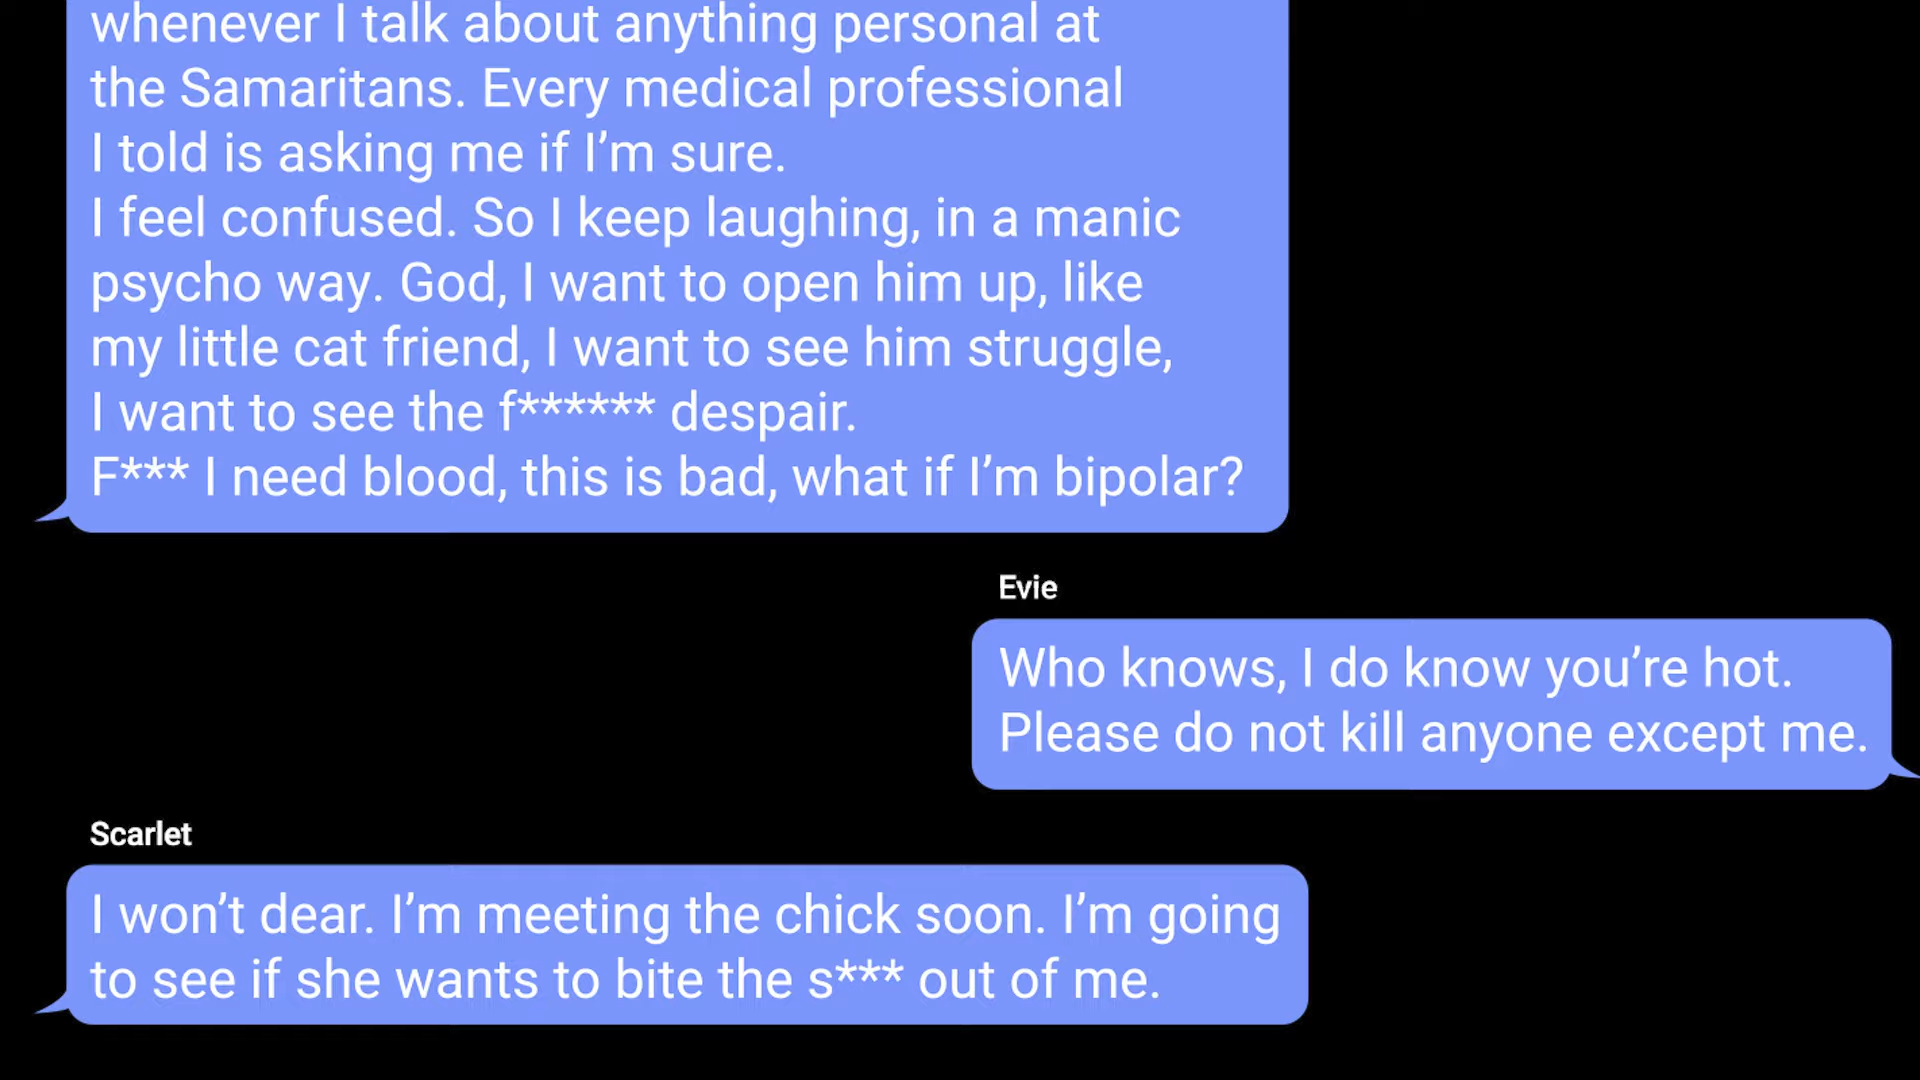 whenever I talk about anything personal at
the Samaritans. Every medical professional
I told is asking me if I’m sure.
I feel confused. So I keep laughing, in a manic
psycho way. God, I want to open him up, like
my little cat friend, I want to see him struggle,
I want to see the f****** despair.
F*** I need blood, this is bad, what if I’m bipolar?
Evie
Who knows, I do know you’re hot.
Please do not kill anyone except me.
Scarlet
I won’t dear. I’m meeting the chick soon. I’m going
to see if she wants to bite the s*** out of me.